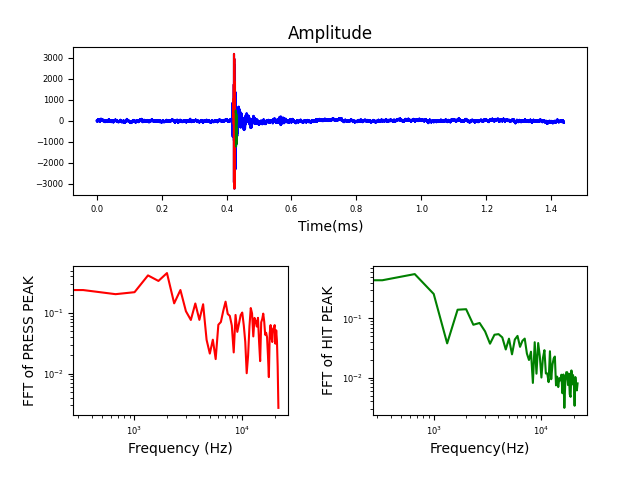 Amplitude
3000
2000
1000
0
−1000
−2000
−3000
0.0 0.2 0.4 0.6 0.8 1.0 1.2 1.4
Time(ms)
FFT of PRESS PEAK
10⁻¹
10⁻²
10³ 10⁴
Frequency (Hz)
FFT of HIT PEAK
10⁻¹
10⁻²
10³ 10⁴
Frequency(Hz)